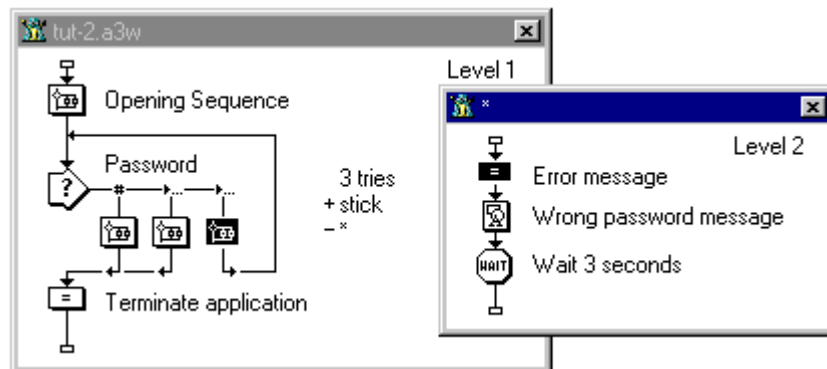 tut-2.a3w
Level 1
Opening Sequence
Password
?
#
...
...
3 tries
+ stick
– *
=
Terminate application
*
Level 2
=
Error message
Wrong password message
WAIT
Wait 3 seconds